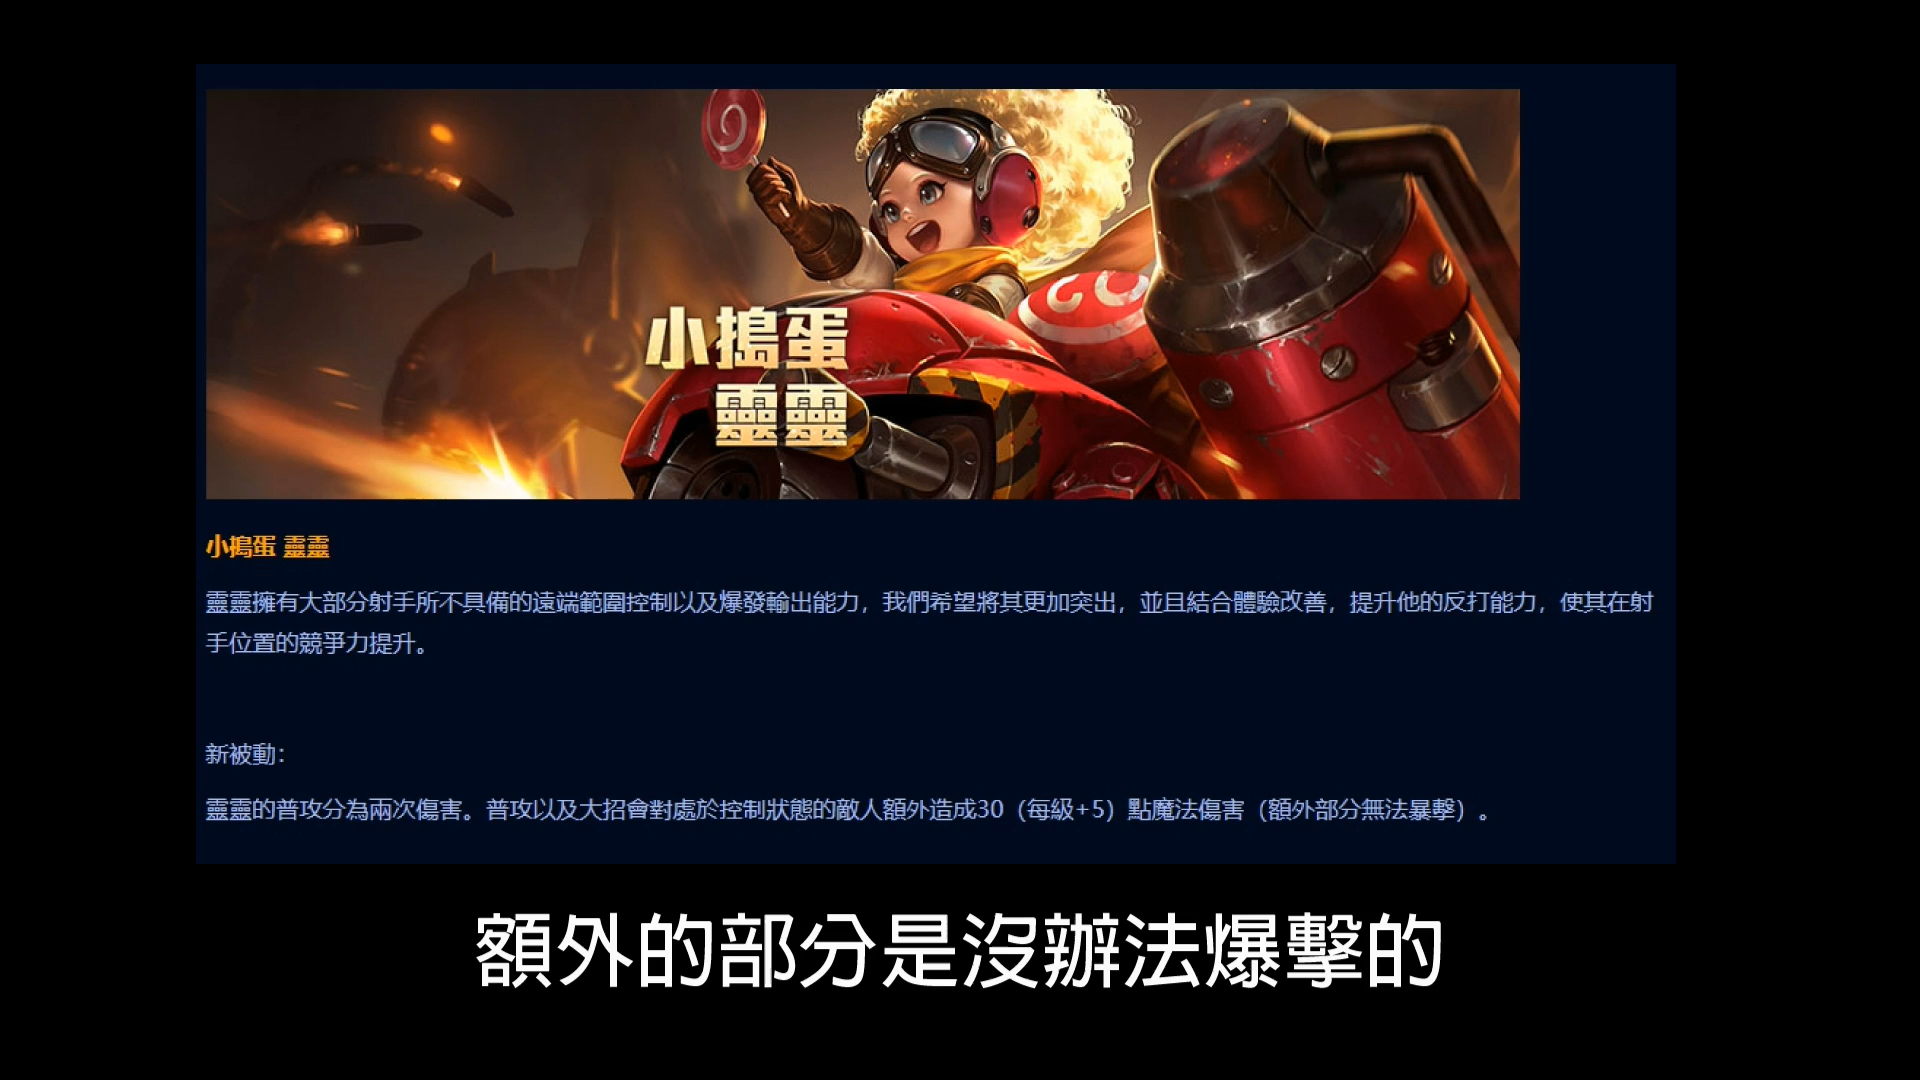 小搗蛋
靈靈
小搗蛋 靈靈
靈靈擁有大部分射手所不具備的遠端範圍控制以及爆發輸出能力，我們希望將其更加突出，並且結合體驗改善，提升他的反打能力，使其在射
手位置的競爭力提升。
新被動：
靈靈的普攻分為兩次傷害。普攻以及大招會對處於控制狀態的敵人額外造成30（每級+5）點魔法傷害（額外部分無法暴擊）。
額外的部分是沒辦法爆擊的